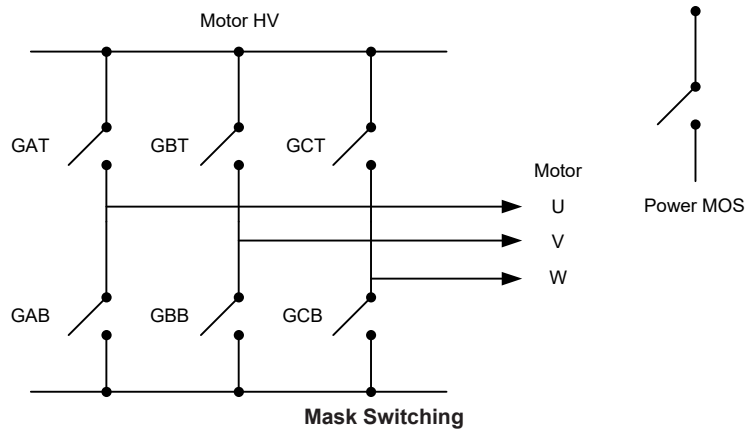 Motor HV
GAT
GBT
GCT
Motor
U
Power MOS
V
W
GAB
GBB
GCB
Mask Switching